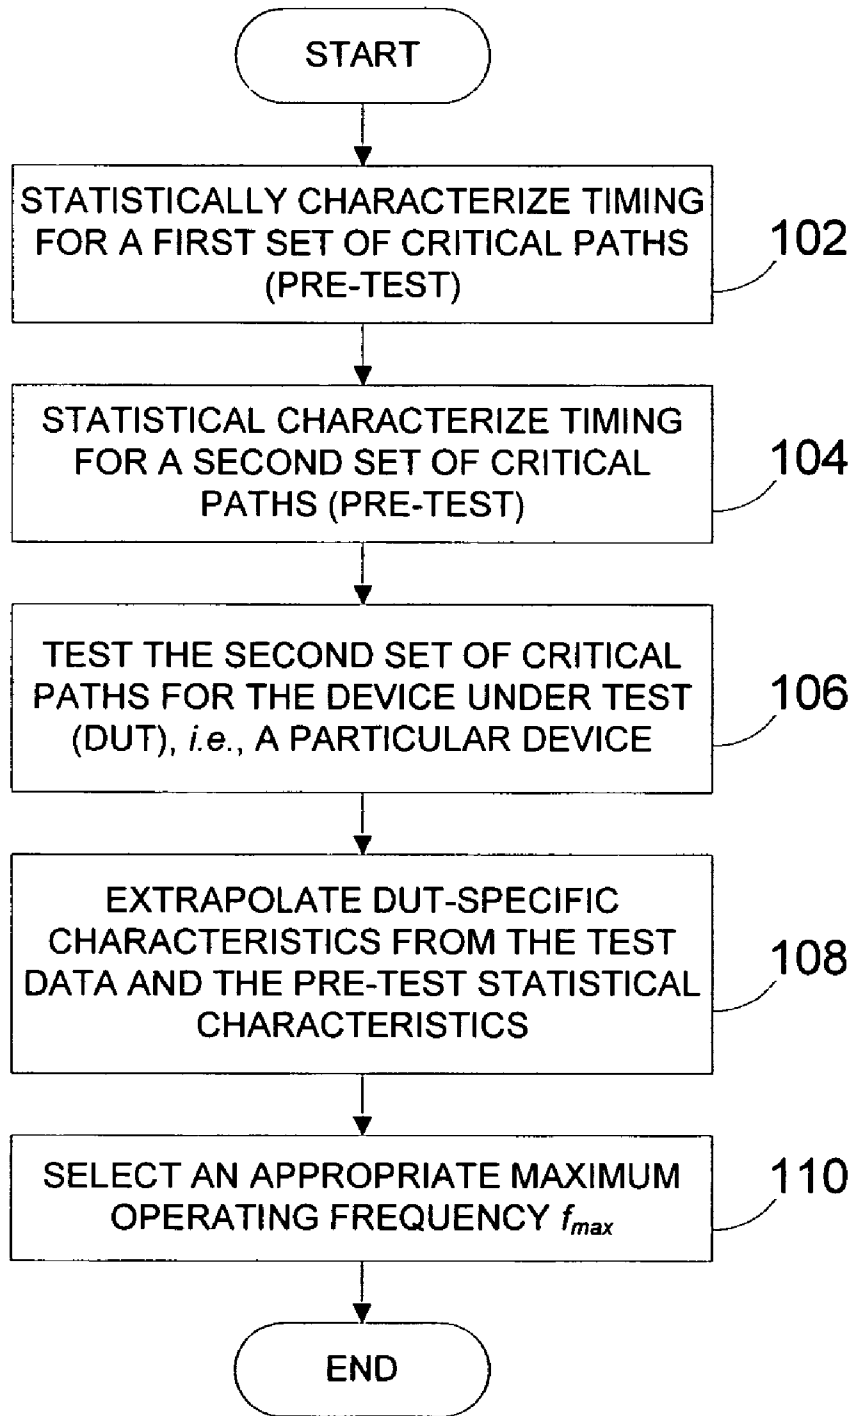 START
STATISTICALLY CHARACTERIZE TIMING
FOR A FIRST SET OF CRITICAL PATHS
(PRE-TEST)
102
STATISTICAL CHARACTERIZE TIMING
FOR A SECOND SET OF CRITICAL
PATHS (PRE-TEST)
104
TEST THE SECOND SET OF CRITICAL
PATHS FOR THE DEVICE UNDER TEST
(DUT), i.e., A PARTICULAR DEVICE
106
EXTRAPOLATE DUT-SPECIFIC
CHARACTERISTICS FROM THE TEST
DATA AND THE PRE-TEST STATISTICAL
CHARACTERISTICS
108
SELECT AN APPROPRIATE MAXIMUM
OPERATING FREQUENCY fmax
110
END